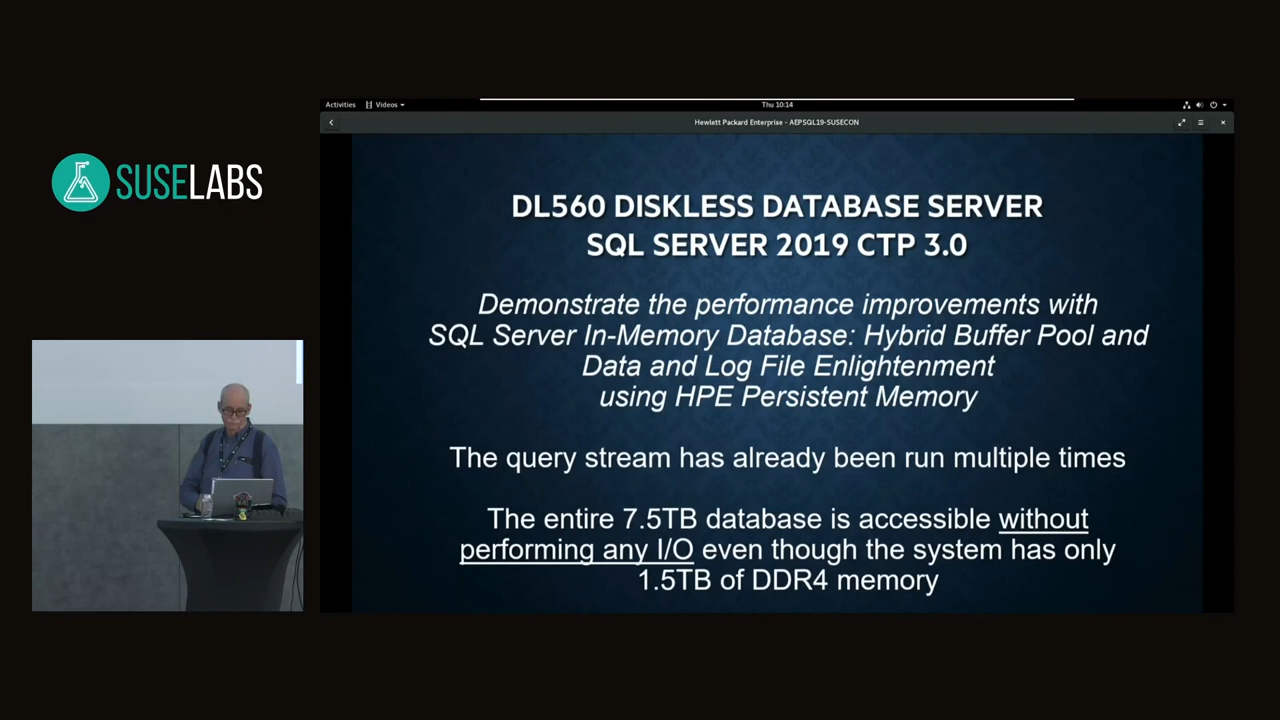 SUSELABS
Activities
Videos
Thu 10:14
Hewlett Packard Enterprise - AEPSQL19-SUSECON
DL560 DISKLESS DATABASE SERVER
SQL SERVER 2019 CTP 3.0
Demonstrate the performance improvements with
SQL Server In-Memory Database: Hybrid Buffer Pool and
Data and Log File Enlightenment
using HPE Persistent Memory
The query stream has already been run multiple times
The entire 7.5TB database is accessible without
performing any I/O even though the system has only
1.5TB of DDR4 memory